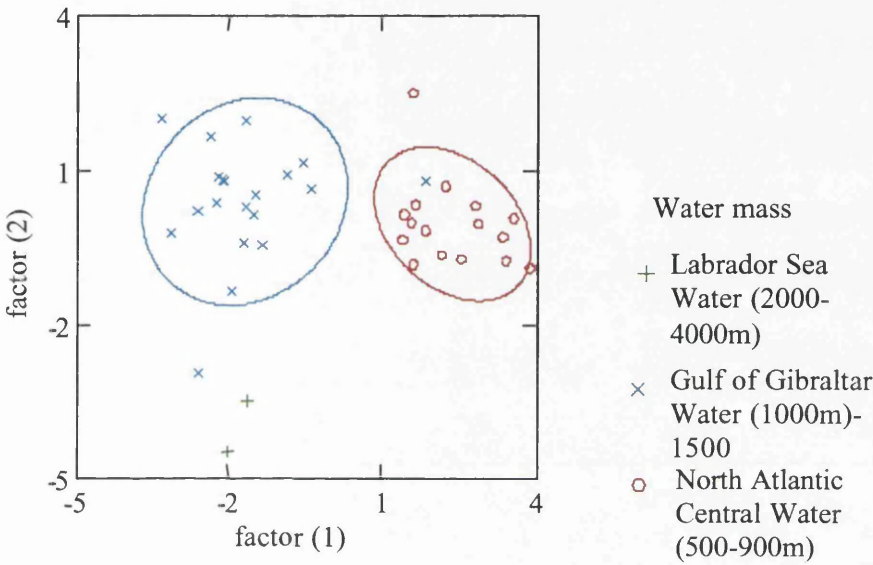 4
1
-2
-5
factor (2)
-5
-2
1
4
factor (1)
Water mass
Labrador Sea
Water (2000-
4000m)
Gulf of Gibraltar
Water (1000m)-
1500
North Atlantic
Central Water
(500-900m)